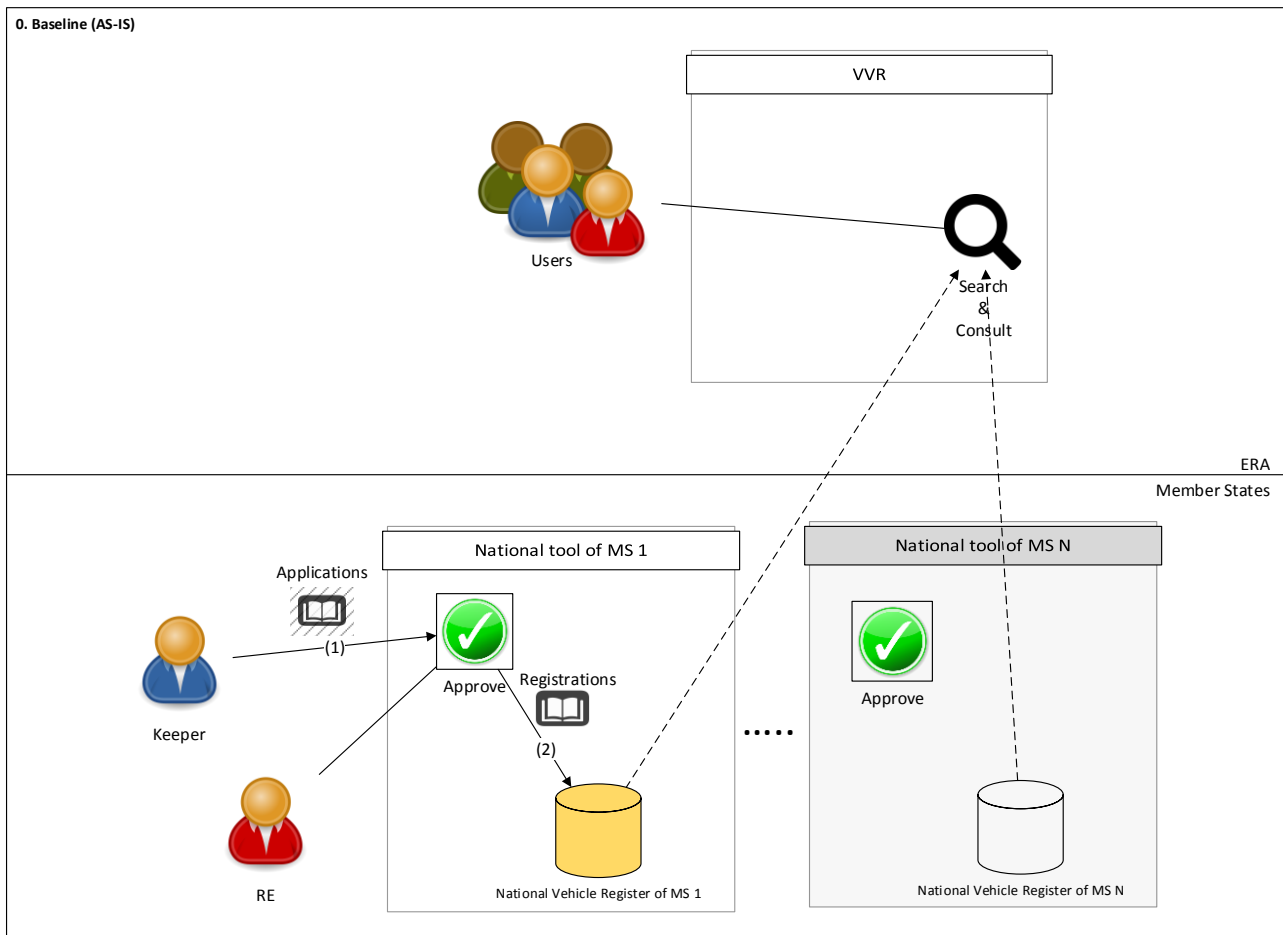 0. Baseline (AS-IS)
VVR
Users
Search
&
Consult
ERA
Member States
National tool of MS 1
National tool of MS N
Applications
(1)
Keeper
Approve
Registrations
(2)
Approve
.....
RE
National Vehicle Register of MS 1
National Vehicle Register of MS N